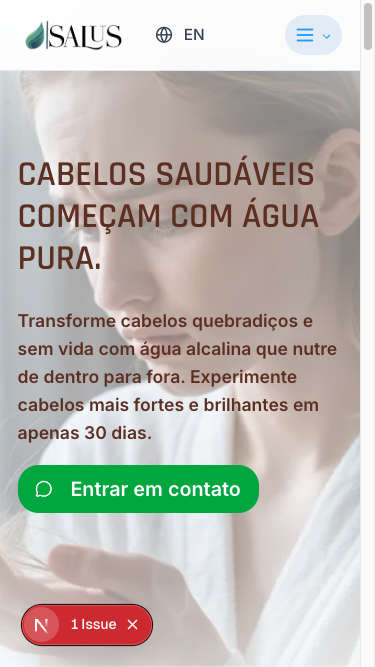 SALUS
EN
CABELOS SAUDÁVEIS
COMEÇAM COM ÁGUA
PURA.
Transforme cabelos quebradiços e
sem vida com água alcalina que nutre
de dentro para fora. Experimente
cabelos mais fortes e brilhantes em
apenas 30 dias.
Entrar em contato
N
1 Issue